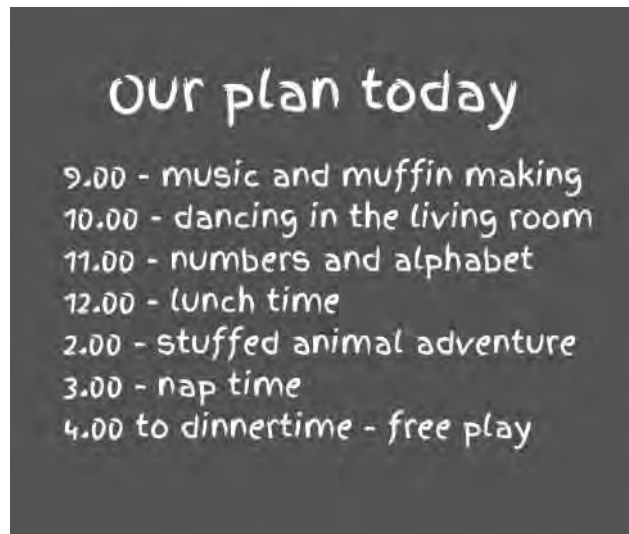 our plan today
9.00 - music and muffin making
10.00 - dancing in the living room
11.00 - numbers and alphabet
12.00 - lunch time
2.00 - stuffed animal adventure
3.00 - nap time
4.00 to dinnertime - free play